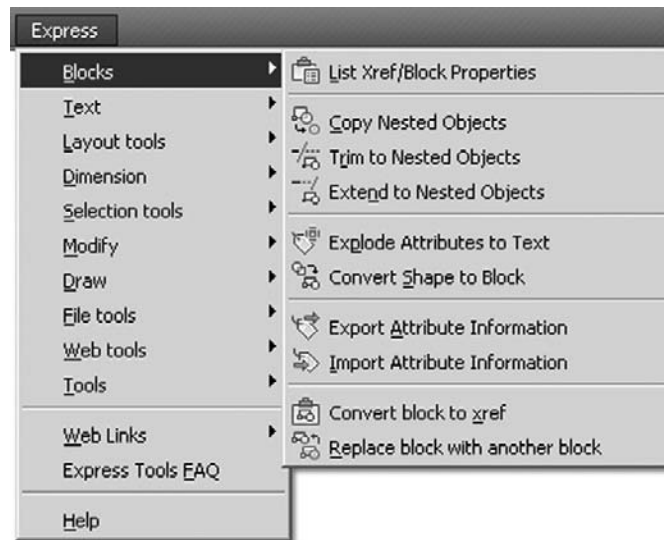 Express
Blocks
Text
Layout tools
Dimension
Selection tools
Modify
Draw
File tools
Web tools
Tools
Web Links
Express Tools FAQ
Help
List Xref/Block Properties
Copy Nested Objects
Trim to Nested Objects
Extend to Nested Objects
Explode Attributes to Text
Convert Shape to Block
Export Attribute Information
Import Attribute Information
Convert block to xref
Replace block with another block